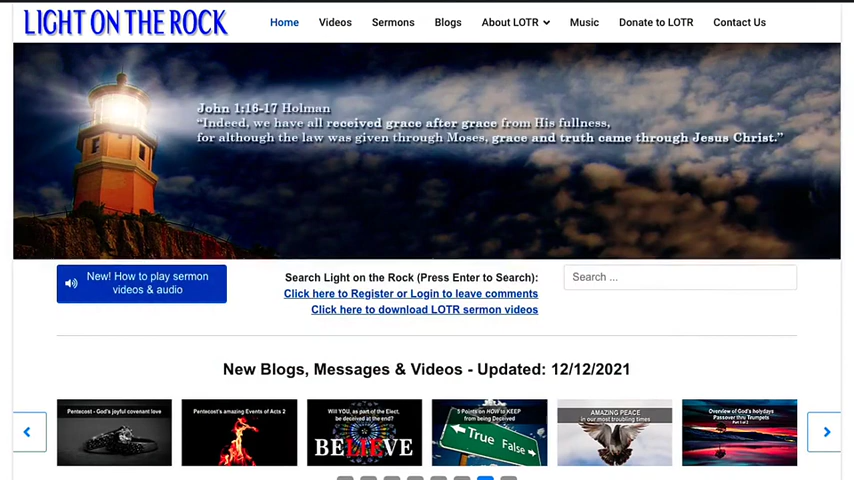 LIGHT ON THE ROCK
Home Videos Sermons Blogs About LOTR Music Donate to LOTR Contact Us
John 1:16-17 Holman
“Indeed, we have all received grace after grace from His fullness,
for although the law was given through Moses, grace and truth came through Jesus Christ.”
New! How to play sermon
videos & audio
Search Light on the Rock (Press Enter to Search):
Search ...
Click here to Register or Login to leave comments
Click here to download LOTR sermon videos
New Blogs, Messages & Videos - Updated: 12/12/2021
Pentecost - God's joyful covenant love
Pentecost's amazing Events of Acts 2
Will YOU, as part of the Elect,
be deceived at the end?
BELIEVE
5 Points on HOW to KEEP
from being Deceived
True False
AMAZING PEACE
in our most troubling times
Overview of God's holydays
Passover thru Trumpets
Part 1 of 2